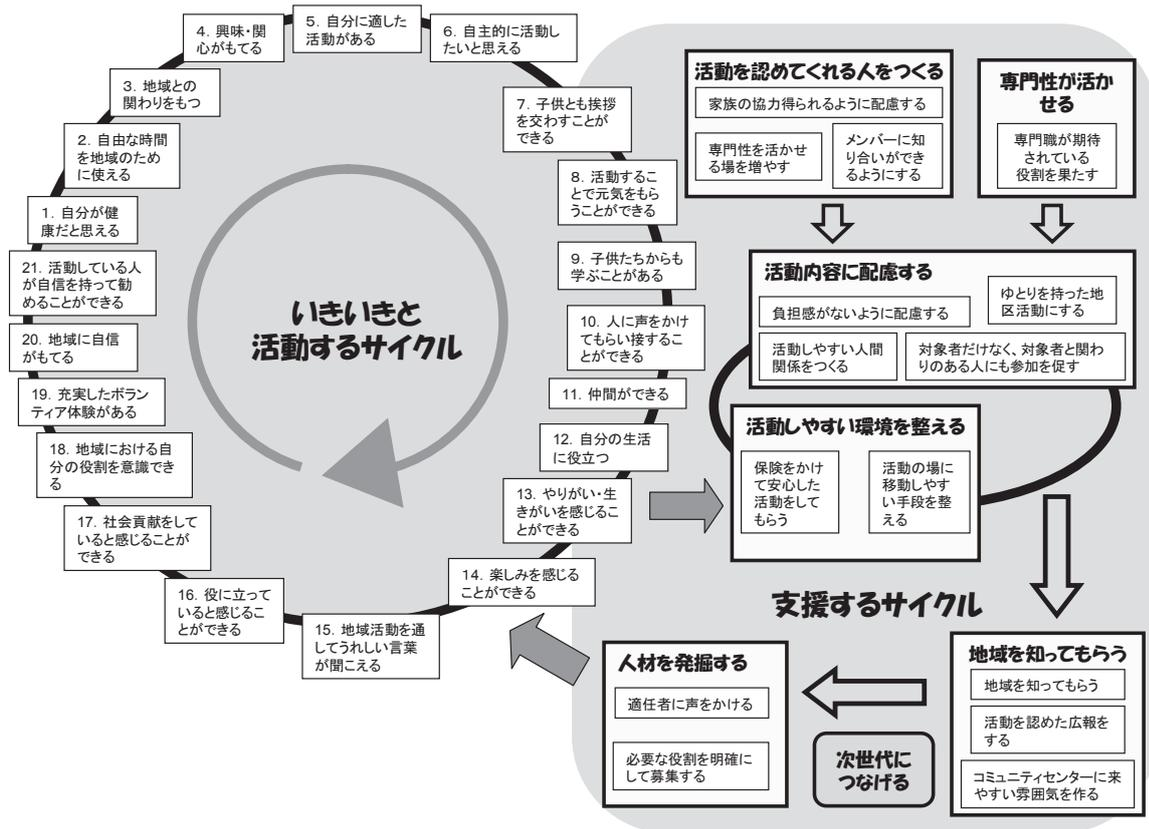 4．興味・関
心がもてる
5．自分に適した
活動がある
6．自主的に活動し
たいと思える
3．地域との
関わりをもつ
2．自由な時間
を地域のため
に使える
1．自分が健
康だと思える
21．活動している人
が自信を持って勧
めることができる
20．地域に自信
がもてる
19．充実したボラン
ティア体験がある
18．地域における自
分の役割を意識でき
る
17．社会貢献をして
いると感じることが
できる
16．役に立って
いると感じるこ
とができる
15．地域活動を通
してうれしい言葉
が聞こえる
14．楽しみを感じる
ことができる
13．やりがい・生
きがいを感じるこ
とができる
12．自分の生活
に役立つ
11．仲間ができる
10．人に声をかけ
てもらい接すること
ができる
9．子供たちからも
学ぶことがある
8．活動するこ
とで元気をもら
うことができる
7．子供とも挨拶
を交わすことが
できる
いきいきと
活動するサイクル
活動を認めてくれる人をつくる
家族の協力得られるように配慮する
専門性を活かせ
る場を増やす
メンバーに知
り合いができ
るようにする
専門性が活か
せる
専門職が期待
されている
役割を果たす
活動内容に配慮する
負担感がないように配慮する
ゆとりを持った地
区活動にする
活動しやすい人間
関係をつくる
対象者だけなく、対象者と関わ
りのある人にも参加を促す
活動しやすい環境を整える
保険をかけ
て安心した
活動をして
もらう
活動の場に
移動しやす
い手段を整
える
支援するサイクル
地域を知ってもらう
地域を知ってもらう
活動を認めた広報を
する
コミュニティセンターに来
やすい雰囲気を作る
人材を発掘する
適任者に声をかける
必要な役割を明確に
して募集する
次世代に
つなげる